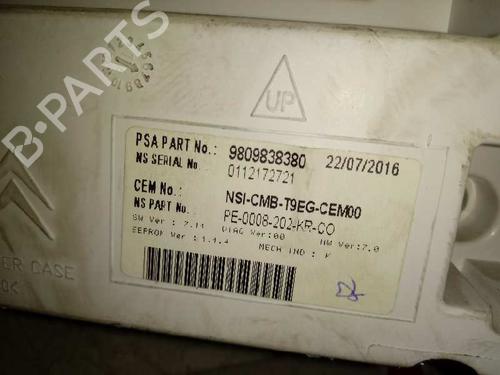 UP
PSA PART No.: 9809838380 22/07/2016
NS SERIAL No. 0112172721
CEM No.: NSI-CMB-T9EG-CEM00
NS PART No.: PE-0008-202-KR-CO
SW Ver : 7.14 DIAG Ver:00 HW Ver:7.0
EEPROM Ver : 1.1.4 MECH IND : K
ER CASE
B-PARTS